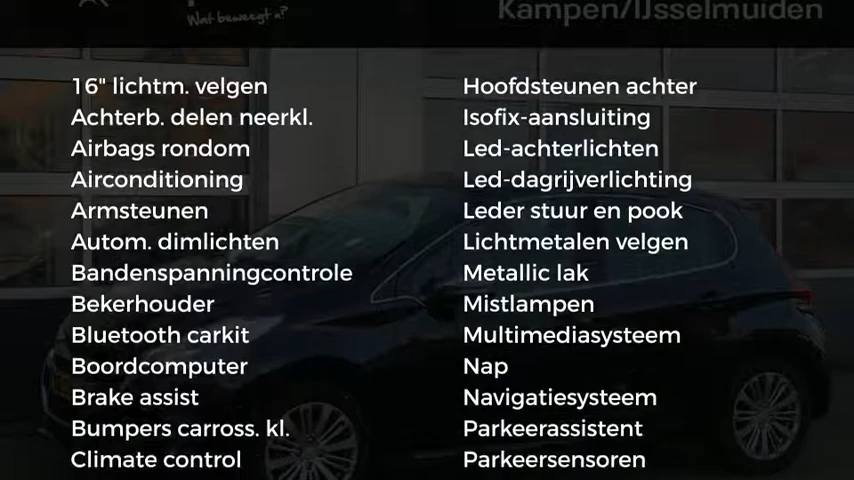 Wat beweegt u?
Kampen/IJsselmuiden
16" lichtm. velgen
Achterb. delen neerkl.
Airbags rondom
Airconditioning
Armsteunen
Autom. dimlichten
Bandenspanningcontrole
Bekerhouder
Bluetooth carkit
Boordcomputer
Brake assist
Bumpers carross. kl.
Climate control
Hoofdsteunen achter
Isofix-aansluiting
Led-achterlichten
Led-dagrijverlichting
Leder stuur en pook
Lichtmetalen velgen
Metallic lak
Mistlampen
Multimediasysteem
Nap
Navigatiesysteem
Parkeerassistent
Parkeersensoren